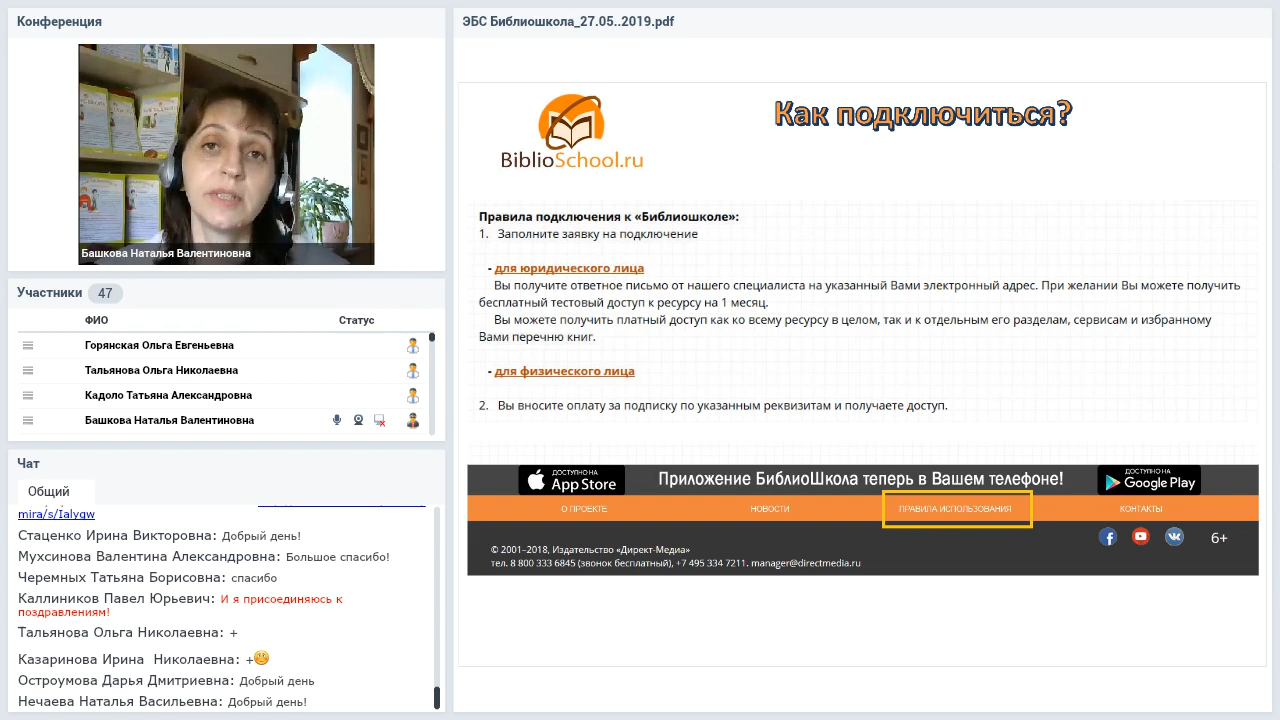 Конференция
Башкова Наталья Валентиновна
Участники 47
ФИО Статус
Горянская Ольга Евгеньевна
Тальянова Ольга Николаевна
Кадоло Татьяна Александровна
Башкова Наталья Валентиновна
Чат
Общий
mira/s/Ialyqw
Стаценко Ирина Викторовна: Добрый день!
Мухсинова Валентина Александровна: Большое спасибо!
Черемных Татьяна Борисовна: спасибо
Каллиников Павел Юрьевич: И я присоединяюсь к
поздравлениям!
Тальянова Ольга Николаевна: +
Казаринова Ирина Николаевна: +
Остроумова Дарья Дмитриевна: Добрый день
Нечаева Наталья Васильевна: Добрый день!
ЭБС Библиошкола_27.05..2019.pdf
BiblioSchool.ru
Как подключиться?
Правила подключения к «Библиошколе»:
1. Заполните заявку на подключение
- для юридического лица
Вы получите ответное письмо от нашего специалиста на указанный Вами электронный адрес. При желании Вы можете получить
бесплатный тестовый доступ к ресурсу на 1 месяц.
Вы можете получить платный доступ как ко всему ресурсу в целом, так и к отдельным его разделам, сервисам и избранному
Вами перечню книг.
- для физического лица
2. Вы вносите оплату за подписку по указанным реквизитам и получаете доступ.
ДОСТУПНО НА
App Store
Приложение БиблиоШкола теперь в Вашем телефоне!
ДОСТУПНО НА
Google Play
О ПРОЕКТЕ НОВОСТИ ПРАВИЛА ИСПОЛЬЗОВАНИЯ КОНТАКТЫ
6+
© 2001–2018, Издательство «Директ-Медиа»
тел. 8 800 333 6845 (звонок бесплатный), +7 495 334 7211. manager@directmedia.ru